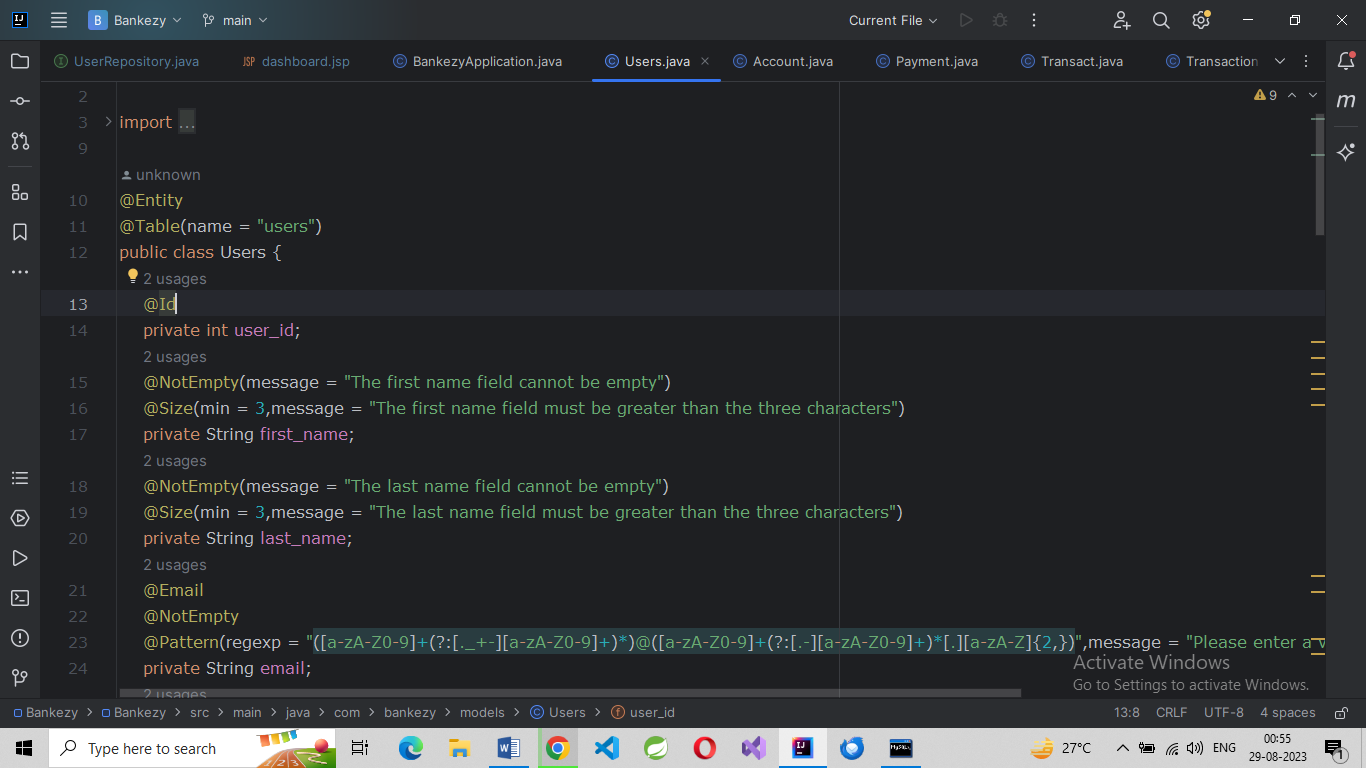 B Bankezy main Current File
UserRepository.java JSP dashboard.jsp BankezyApplication.java Users.java Account.java Payment.java Transact.java Transaction
2
3 import ...
9
unknown
10 @Entity
11 @Table(name = "users")
12 public class Users {
2 usages
13 @Id
14 private int user_id;
2 usages
15 @NotEmpty(message = "The first name field cannot be empty")
16 @Size(min = 3,message = "The first name field must be greater than the three characters")
17 private String first_name;
2 usages
18 @NotEmpty(message = "The last name field cannot be empty")
19 @Size(min = 3,message = "The last name field must be greater than the three characters")
20 private String last_name;
2 usages
21 @Email
22 @NotEmpty
23 @Pattern(regexp = "([a-zA-Z0-9]+(?:[._+-][a-zA-Z0-9]+)*)@([a-zA-Z0-9]+(?:[.-][a-zA-Z0-9]+)*[.][a-zA-Z]{2,})",message = "Please enter a v
24 private String email;
2 usages
9
m
Activate Windows
Go to Settings to activate Windows.
Bankezy > Bankezy > src > main > java > com > bankezy > models > Users > user_id 13:8 CRLF UTF-8 4 spaces
Type here to search 27°C ENG 00:55
29-08-2023
1